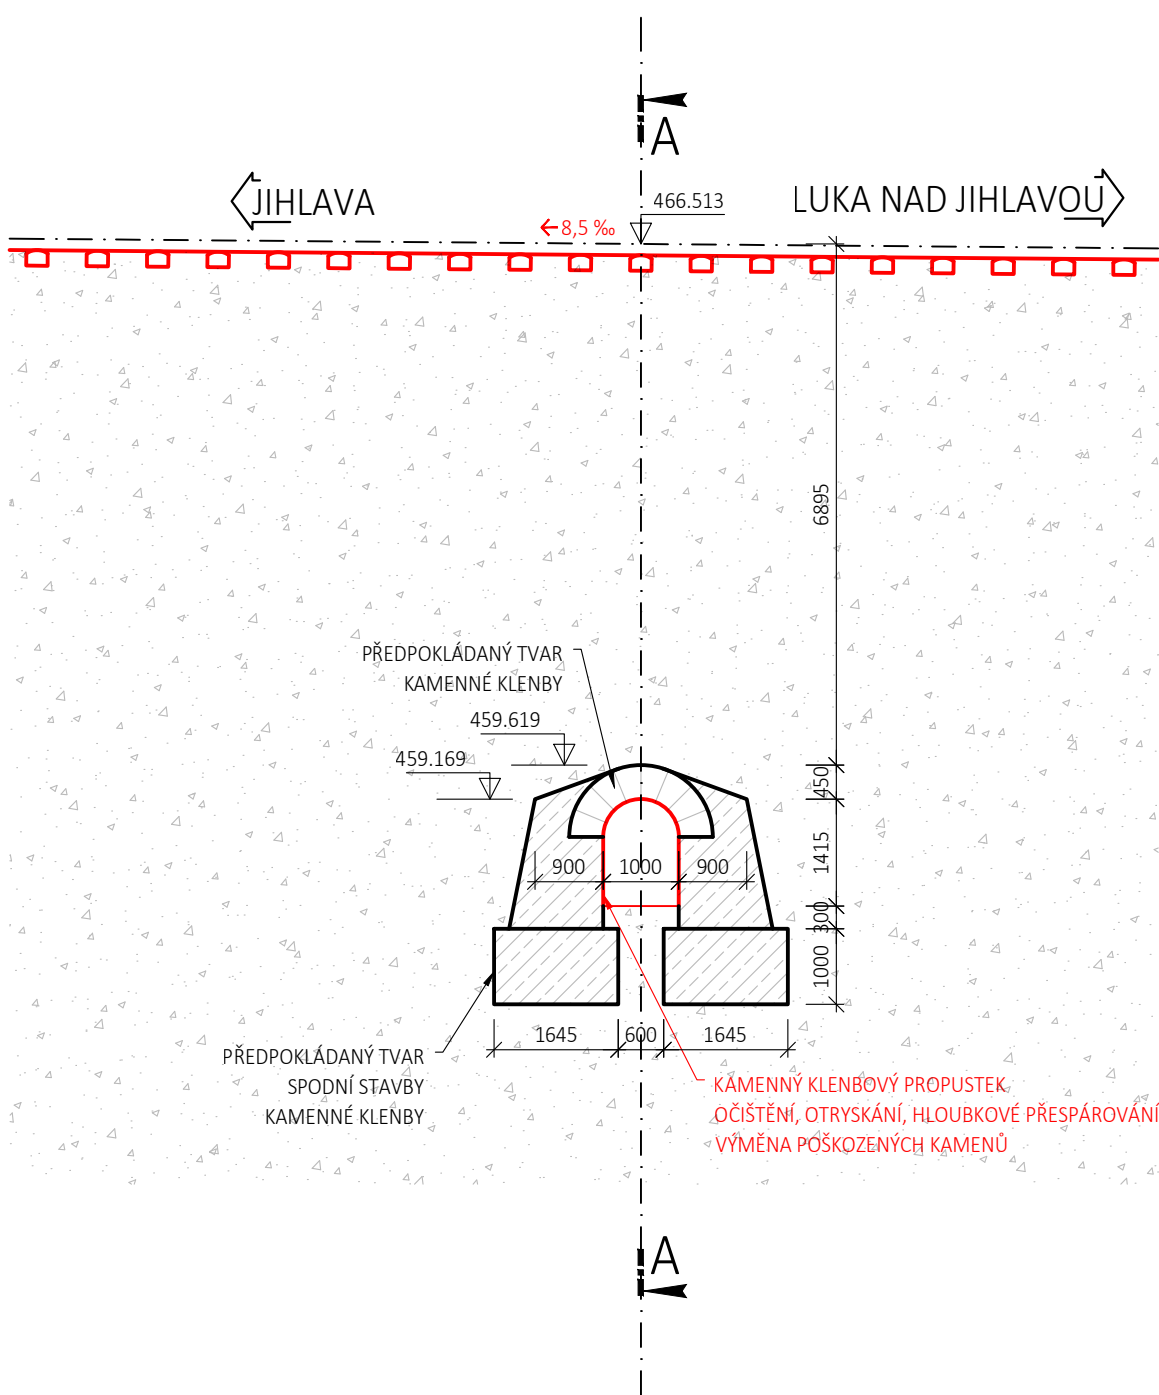 A
JIHLAVA
466.513
LUKA NAD JIHLAVOU
8,5 ‰
6895
PŘEDPOKLÁDANÝ TVAR
KAMENNÉ KLENBY
459.619
459.169
450
1415
900
1000
900
300
1000
1645
600
1645
PŘEDPOKLÁDANÝ TVAR
SPODNÍ STAVBY
KAMENNÉ KLENBY
KAMENNÝ KLENBOVÝ PROPUSTEK
OČIŠTĚNÍ, OTRYSKÁNÍ, HLOUBKOVÉ PŘESPÁROVÁNÍ
VÝMĚNA POŠKOZENÝCH KAMENŮ
A